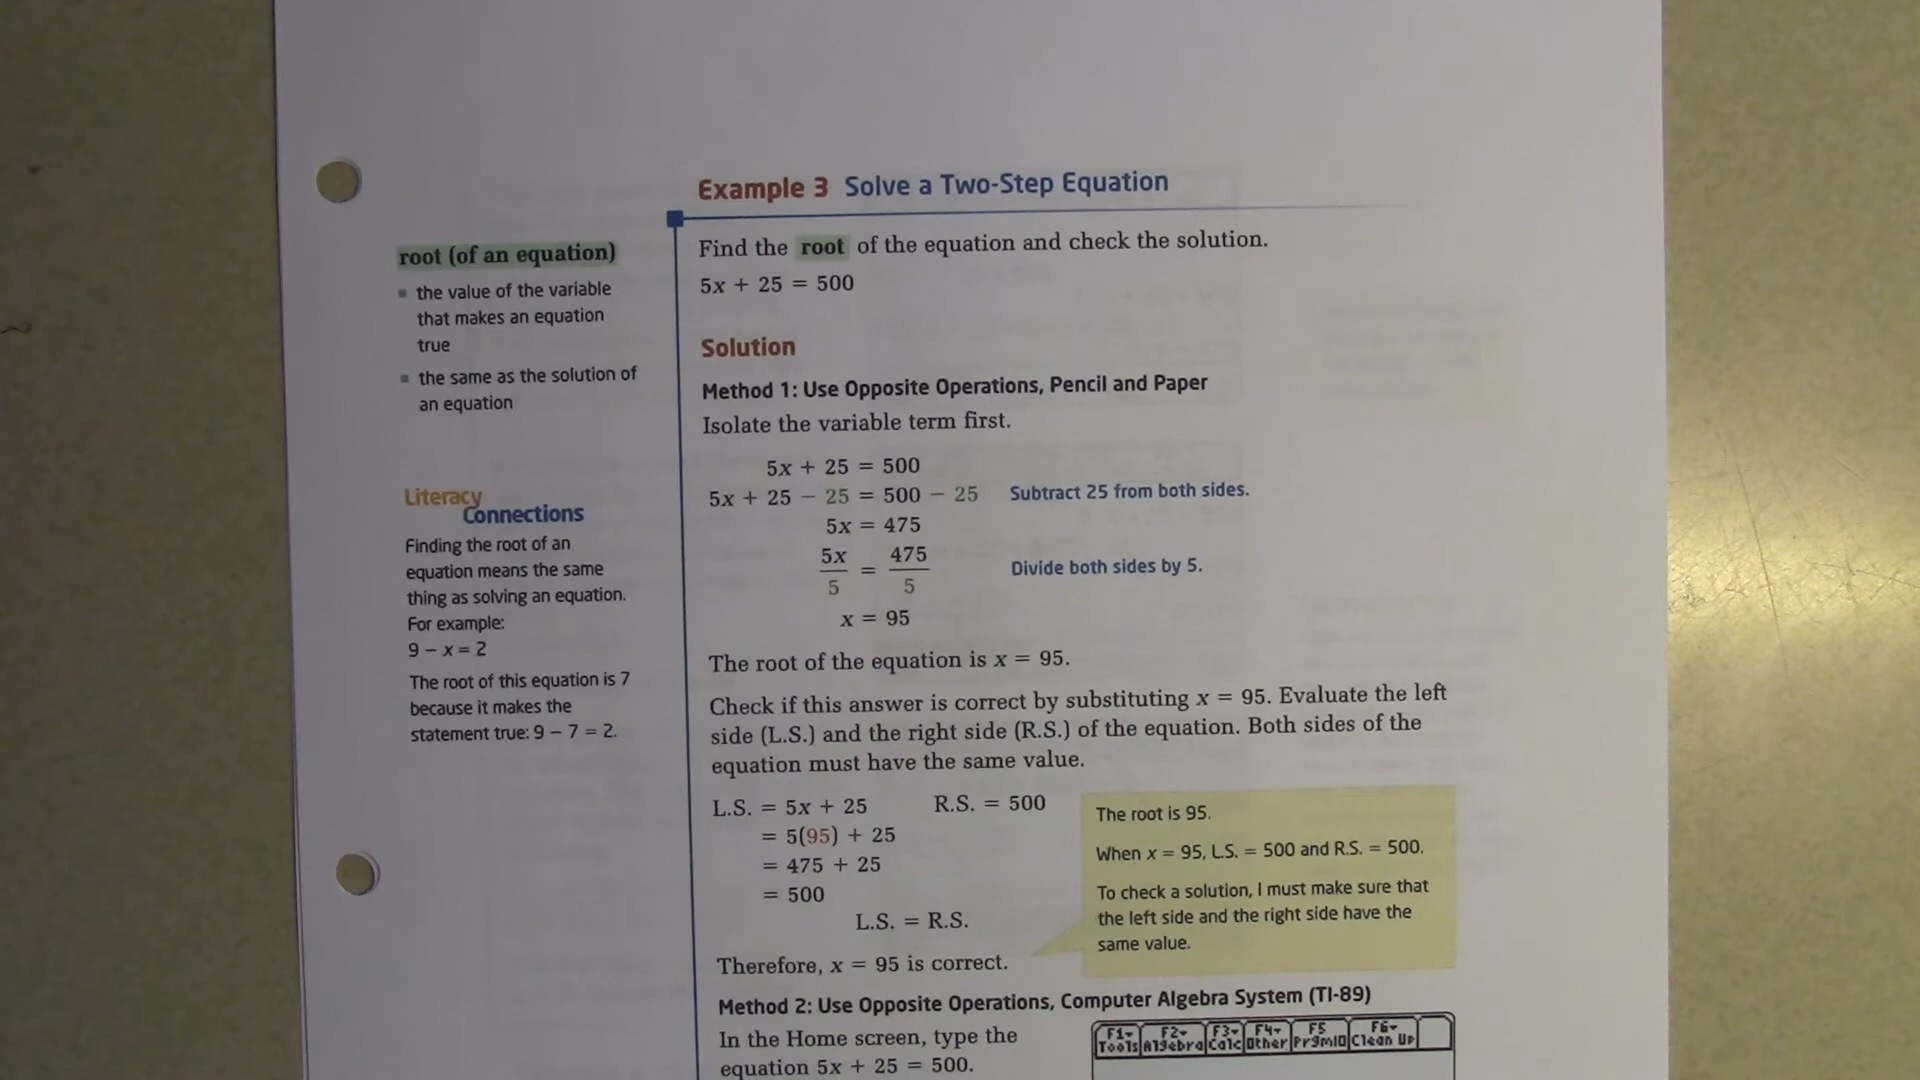 Example 3 Solve a Two-Step Equation
root (of an equation)
▪ the value of the variable
that makes an equation
true
▪ the same as the solution of
an equation
Literacy
Connections
Finding the root of an
equation means the same
thing as solving an equation.
For example:
9 − x = 2
The root of this equation is 7
because it makes the
statement true: 9 − 7 = 2.
Find the root of the equation and check the solution.
5x + 25 = 500
Solution
Method 1: Use Opposite Operations, Pencil and Paper
Isolate the variable term first.
5x + 25 = 500
5x + 25 − 25 = 500 − 25 Subtract 25 from both sides.
5x = 475
5x/5 = 475/5 Divide both sides by 5.
x = 95
The root of the equation is x = 95.
Check if this answer is correct by substituting x = 95. Evaluate the left
side (L.S.) and the right side (R.S.) of the equation. Both sides of the
equation must have the same value.
L.S. = 5x + 25 R.S. = 500
= 5(95) + 25
= 475 + 25
= 500
L.S. = R.S.
Therefore, x = 95 is correct.
The root is 95.
When x = 95, L.S. = 500 and R.S. = 500.
To check a solution, I must make sure that
the left side and the right side have the
same value.
Method 2: Use Opposite Operations, Computer Algebra System (TI-89)
In the Home screen, type the
equation 5x + 25 = 500.
F1▾ F2▾ F3▾ F4▾ F5 F6▾
Tools Algebra Calc Other PrgmIO Clean Up